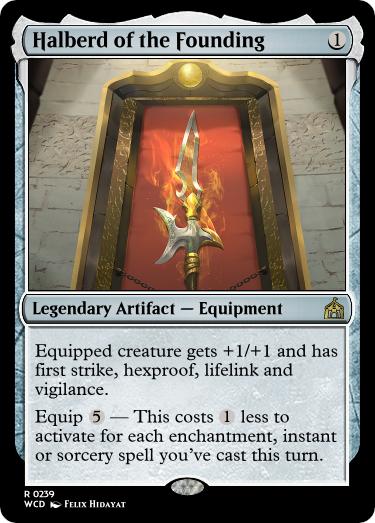 Halberd of the Founding 1
Legendary Artifact — Equipment
Equipped creature gets +1/+1 and has
first strike, hexproof, lifelink and
vigilance.
Equip 5 — This costs 1 less to
activate for each enchantment, instant
or sorcery spell you've cast this turn.
R 0239
WCD Felix Hidayat